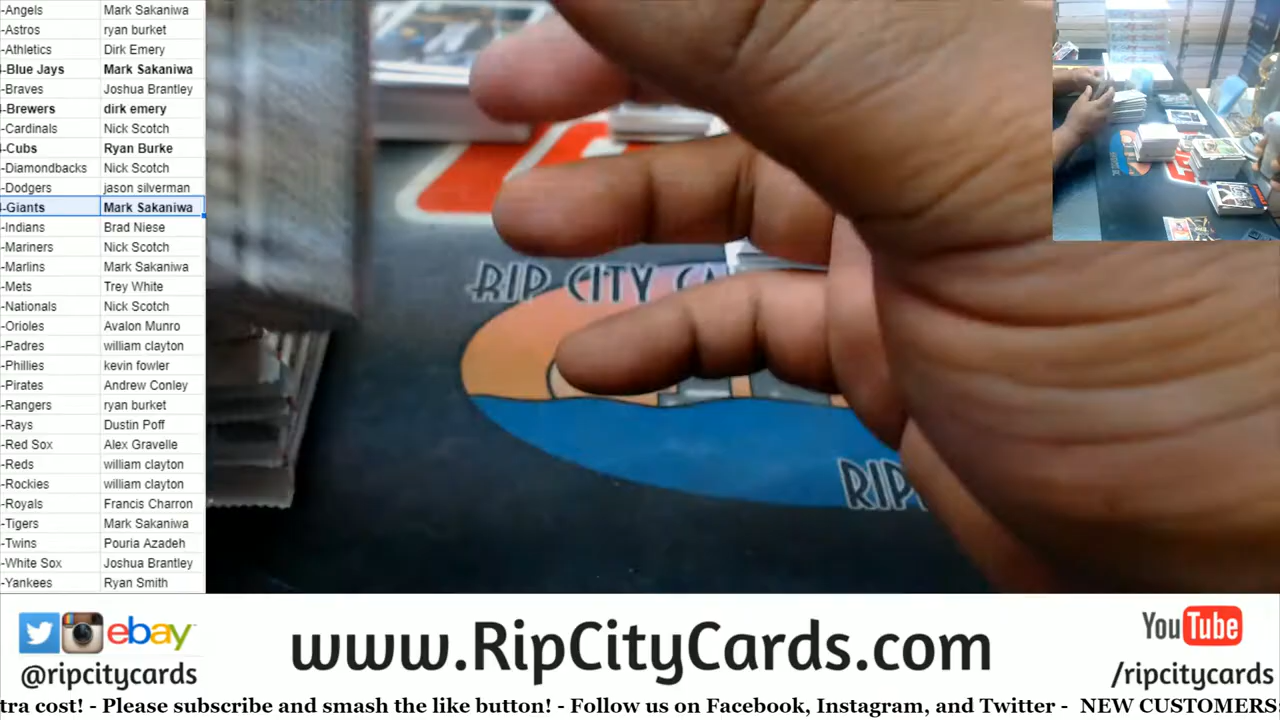 -Angels Mark Sakaniwa
-Astros ryan burket
-Athletics Dirk Emery
-Blue Jays Mark Sakaniwa
-Braves Joshua Brantley
-Brewers dirk emery
-Cardinals Nick Scotch
-Cubs Ryan Burke
-Diamondbacks Nick Scotch
-Dodgers jason silverman
-Giants Mark Sakaniwa
-Indians Brad Niese
-Mariners Nick Scotch
-Marlins Mark Sakaniwa
-Mets Trey White
-Nationals Nick Scotch
-Orioles Avalon Munro
-Padres william clayton
-Phillies kevin fowler
-Pirates Andrew Conley
-Rangers ryan burket
-Rays Dustin Poff
-Red Sox Alex Gravelle
-Reds william clayton
-Rockies william clayton
-Royals Francis Charron
-Tigers Mark Sakaniwa
-Twins Pouria Azadeh
-White Sox Joshua Brantley
-Yankees Ryan Smith
RIP CITY CA
RIP
ebay
@ripcitycards
www.RipCityCards.com
YouTube
/ripcitycards
tra cost! - Please subscribe and smash the like button! - Follow us on Facebook, Instagram, and Twitter - NEW CUSTOMERS